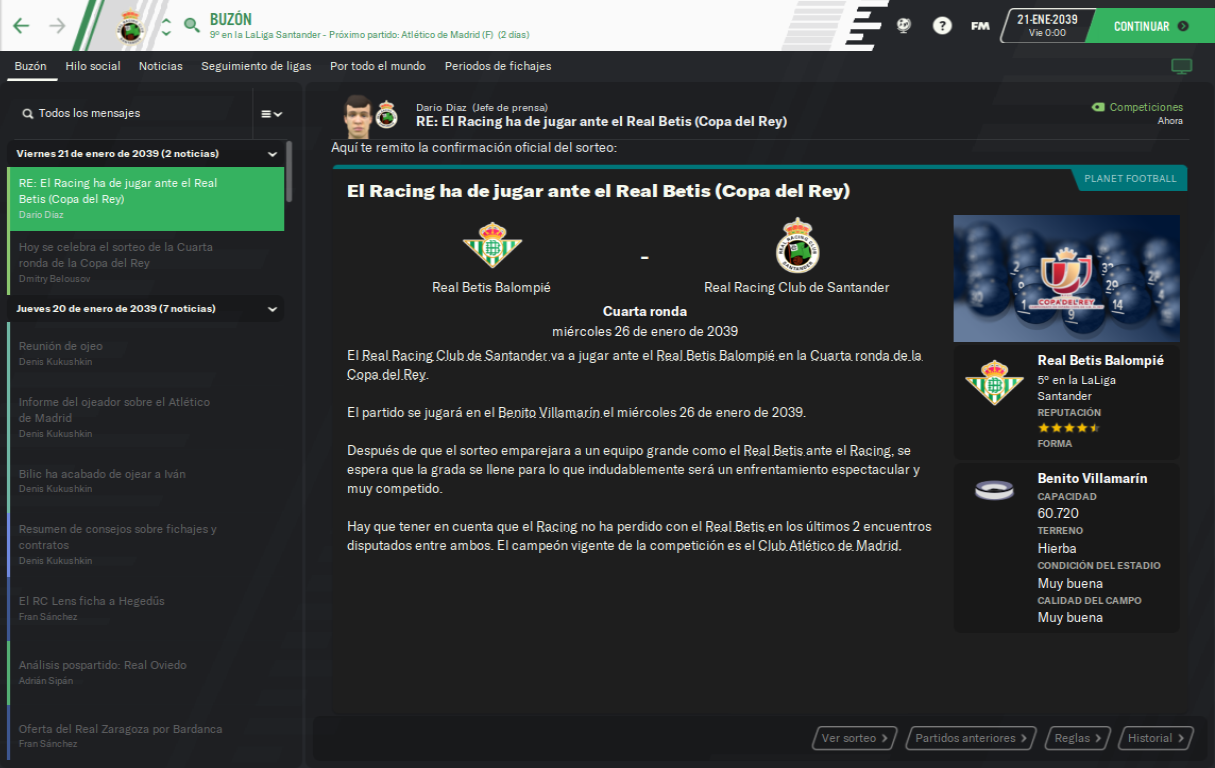 BUZÓN
9º en la LaLiga Santander - Próximo partido: Atlético de Madrid (F) (2 días)
?
FM
21-ENE-2039
Vie 0:00
CONTINUAR
Buzón
Hilo social
Noticias
Seguimiento de ligas
Por todo el mundo
Periodos de fichajes
Todos los mensajes
Viernes 21 de enero de 2039 (2 noticias)
RE: El Racing ha de jugar ante el Real
Betis (Copa del Rey)
Darío Díaz
Hoy se celebra el sorteo de la Cuarta
ronda de la Copa del Rey
Dmitry Belousov
Jueves 20 de enero de 2039 (7 noticias)
Reunión de ojeo
Denis Kukushkin
Informe del ojeador sobre el Atlético
de Madrid
Denis Kukushkin
Bilic ha acabado de ojear a Iván
Denis Kukushkin
Resumen de consejos sobre fichajes y
contratos
Denis Kukushkin
El RC Lens ficha a Hegedűs
Fran Sánchez
Análisis pospartido: Real Oviedo
Adrián Sipán
Oferta del Real Zaragoza por Bardanca
Fran Sánchez
Darío Díaz (Jefe de prensa)
RE: El Racing ha de jugar ante el Real Betis (Copa del Rey)
Competiciones
Ahora
Aquí te remito la confirmación oficial del sorteo:
PLANET FOOTBALL
El Racing ha de jugar ante el Real Betis (Copa del Rey)
-
Real Betis Balompié
Real Racing Club de Santander
Cuarta ronda
miércoles 26 de enero de 2039
El Real Racing Club de Santander va a jugar ante el Real Betis Balompié en la Cuarta ronda de la
Copa del Rey.
El partido se jugará en el Benito Villamarín el miércoles 26 de enero de 2039.
Después de que el sorteo emparejara a un equipo grande como el Real Betis ante el Racing, se
espera que la grada se llene para lo que indudablemente será un enfrentamiento espectacular y
muy competido.
Hay que tener en cuenta que el Racing no ha perdido con el Real Betis en los últimos 2 encuentros
disputados entre ambos. El campeón vigente de la competición es el Club Atlético de Madrid.
COPA DEL REY
Real Betis Balompié
5º en la LaLiga
Santander
REPUTACIÓN
FORMA
Benito Villamarín
CAPACIDAD
60.720
TERRENO
Hierba
CONDICIÓN DEL ESTADIO
Muy buena
CALIDAD DEL CAMPO
Muy buena
Ver sorteo
Partidos anteriores
Reglas
Historial